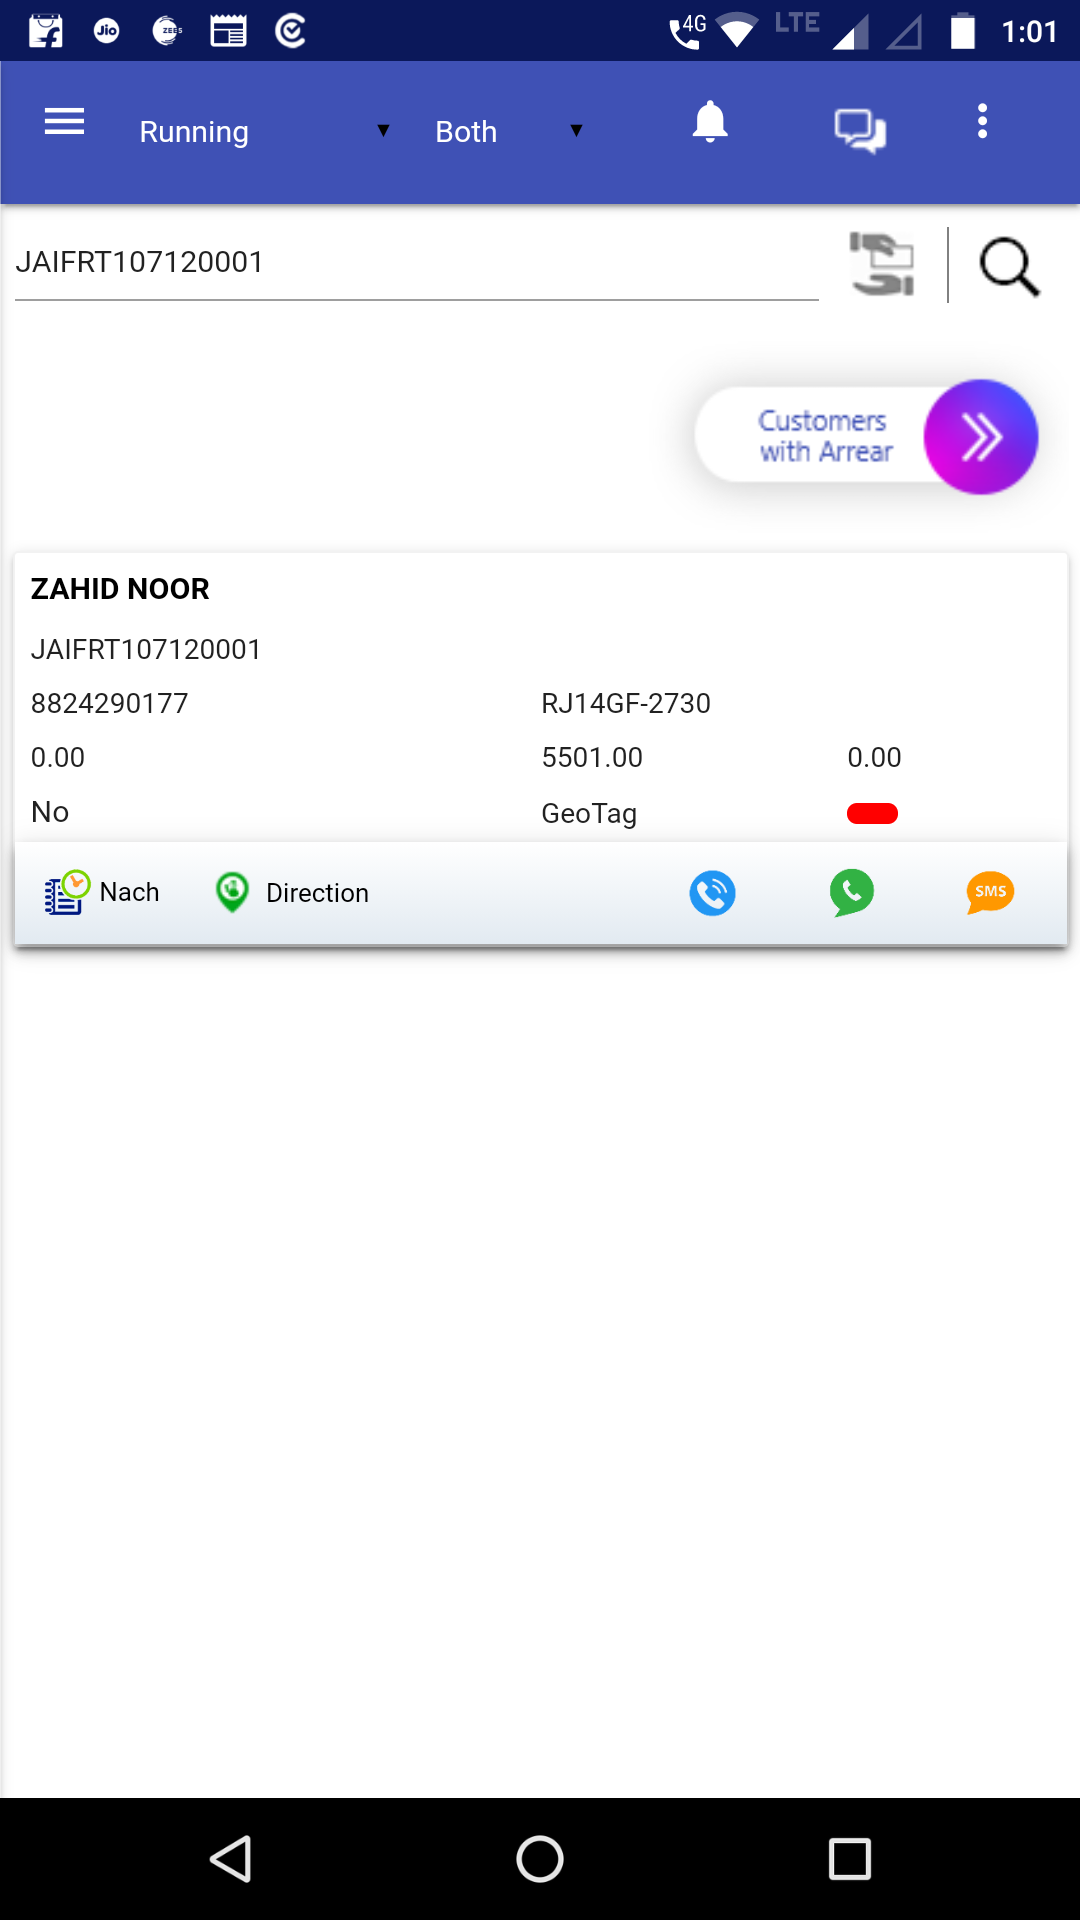 Jio ZEE5 4G LTE 1:01
Running ▼ Both ▼
JAIFRT107120001
Customers
with Arrear
ZAHID NOOR
JAIFRT107120001
8824290177 RJ14GF-2730
0.00 5501.00 0.00
No GeoTag
Nach Direction SMS